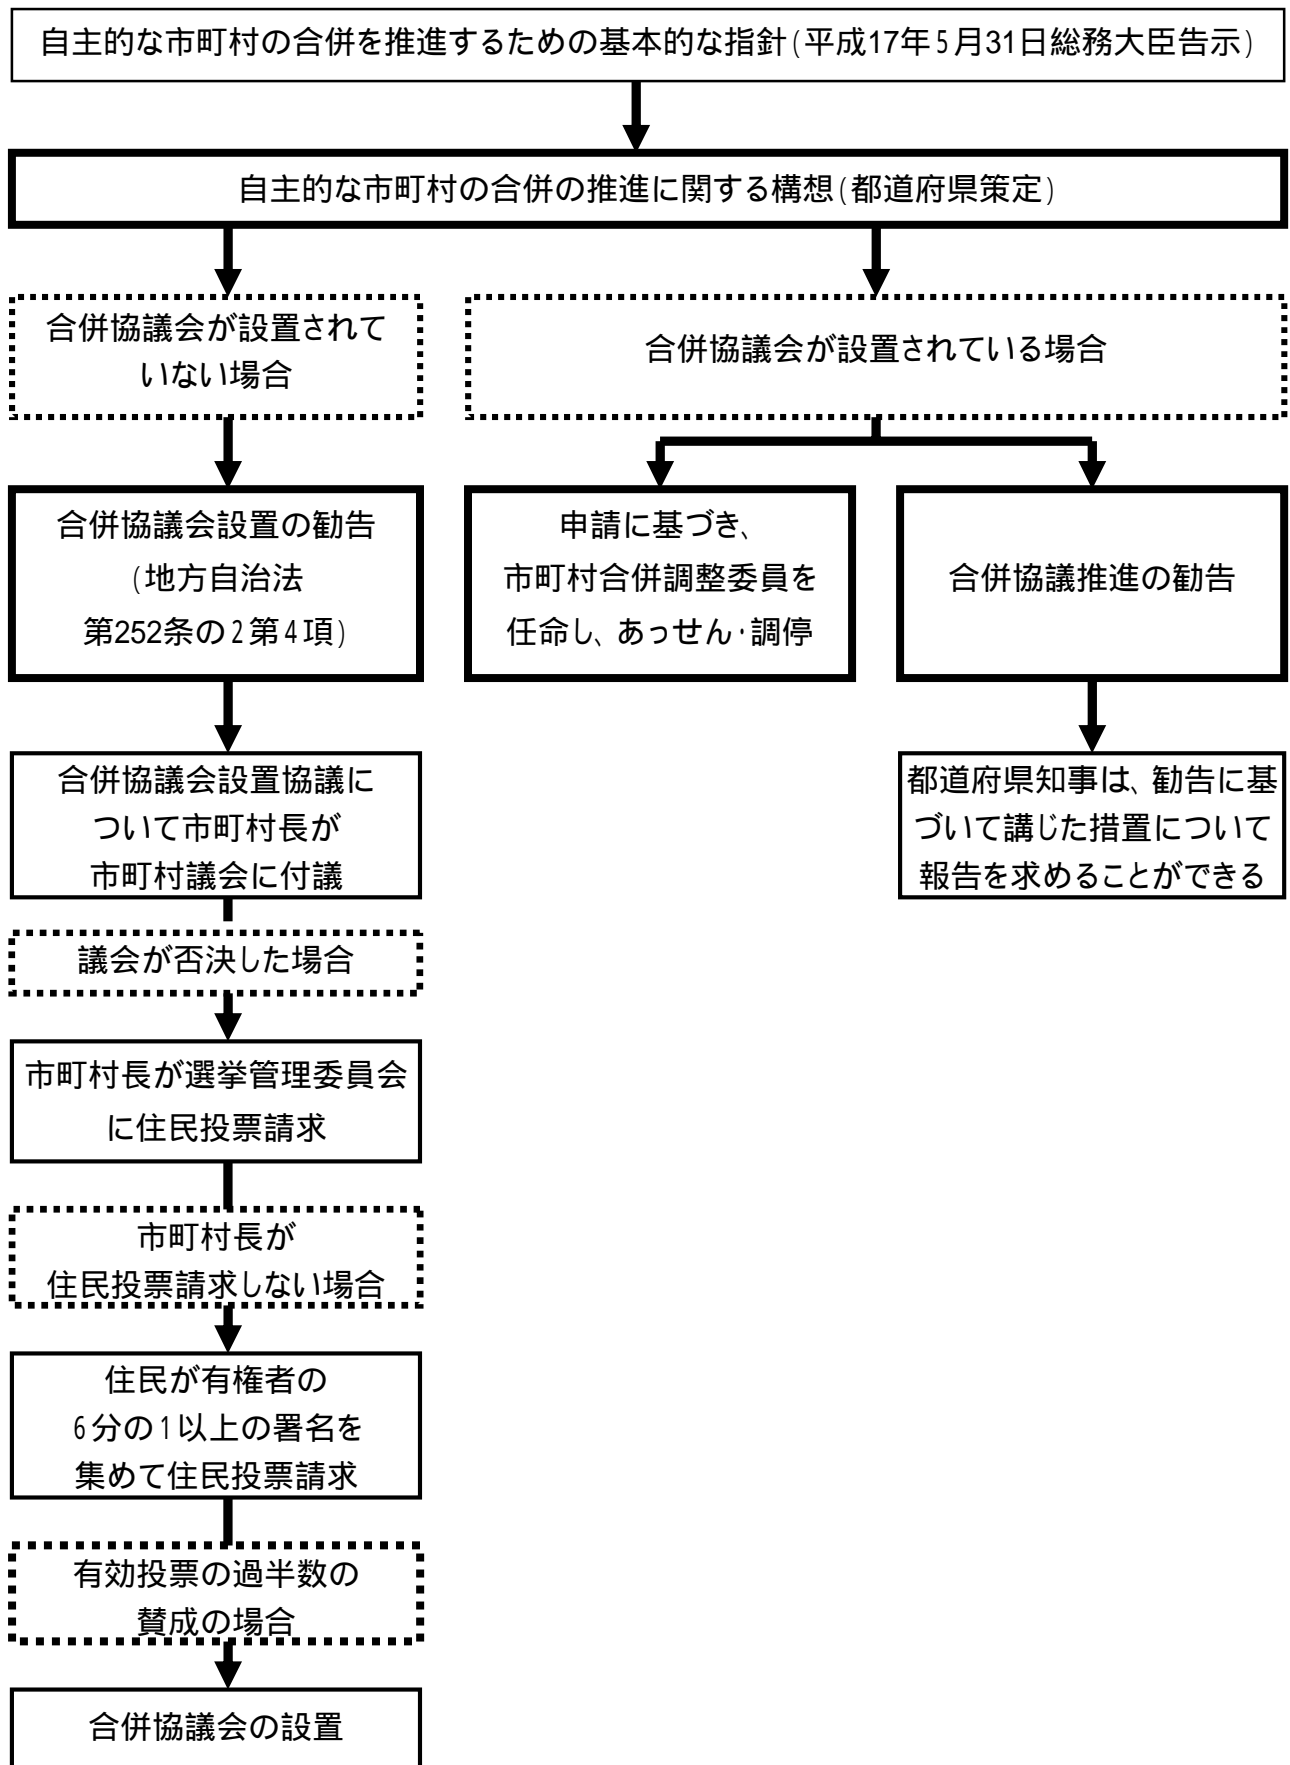 自主的な市町村の合併を推進するための基本的な指針(平成17年5月31日総務大臣告示)
自主的な市町村の合併の推進に関する構想(都道府県策定)
合併協議会が設置されて
いない場合
合併協議会が設置されている場合
合併協議会設置の勧告
(地方自治法
第252条の2第4項)
申請に基づき、
市町村合併調整委員を
任命し、あっせん・調停
合併協議推進の勧告
合併協議会設置協議に
ついて市町村長が
市町村議会に付議
都道府県知事は、勧告に基
づいて講じた措置について
報告を求めることができる
議会が否決した場合
市町村長が選挙管理委員会
に住民投票請求
市町村長が
住民投票請求しない場合
住民が有権者の
6分の1以上の署名を
集めて住民投票請求
有効投票の過半数の
賛成の場合
合併協議会の設置